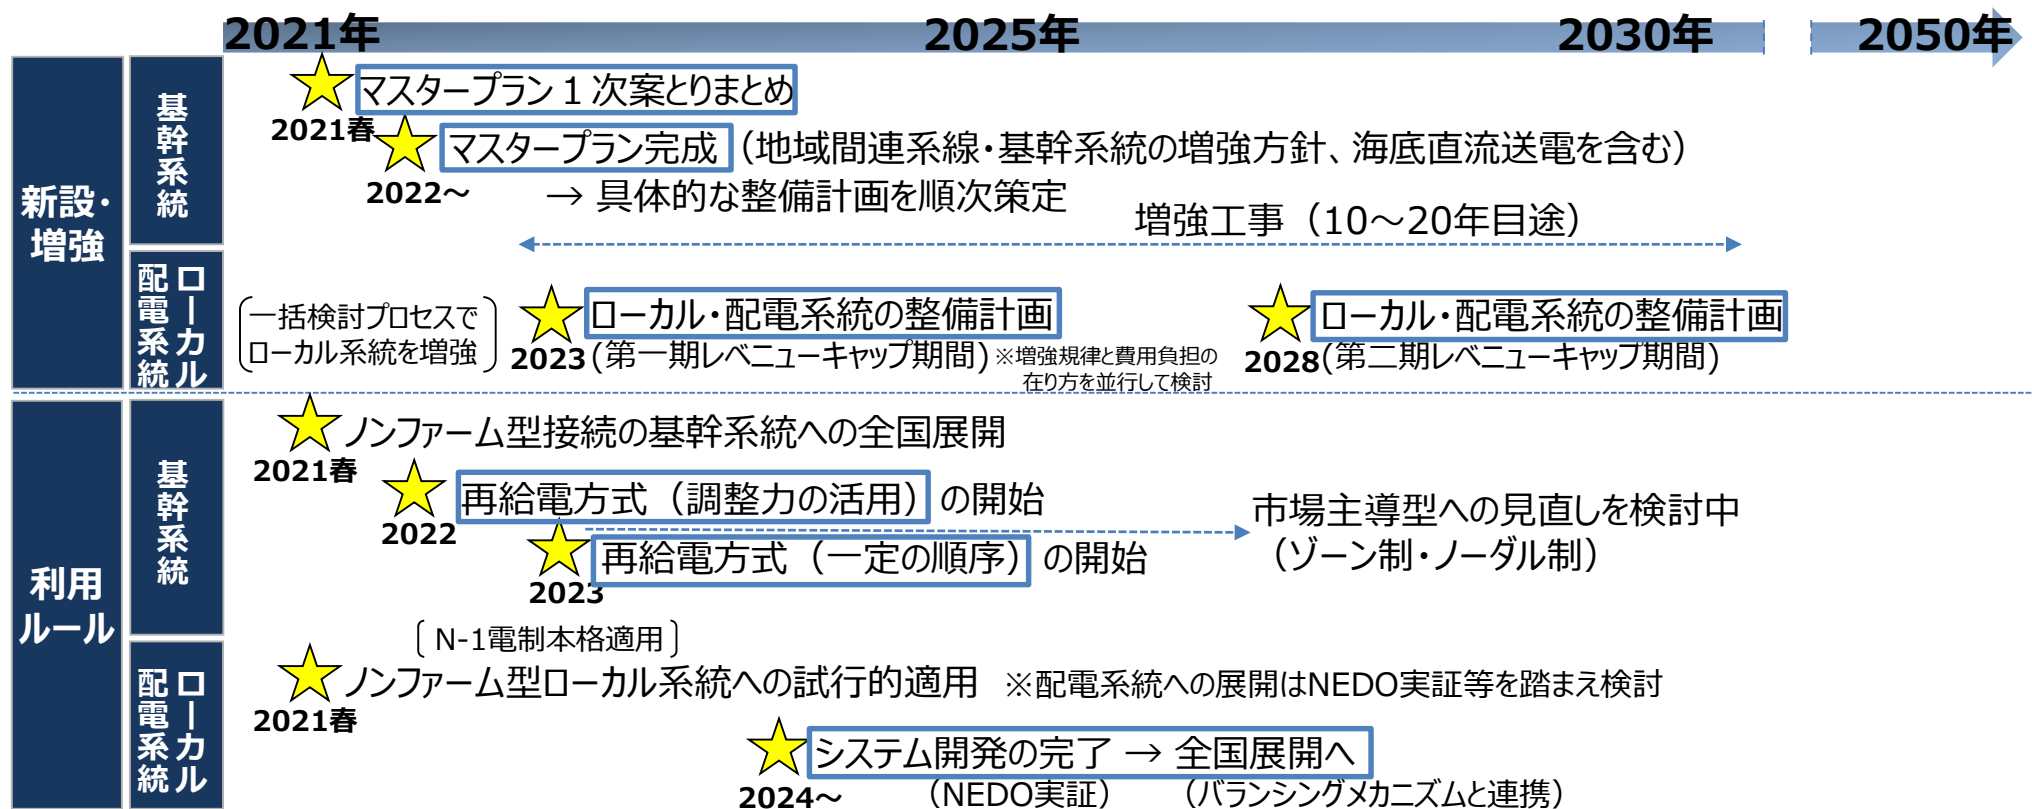 2021年 2025年 2030年 2050年
新設・
増強
基幹系統
マスタープラン１次案とりまとめ
2021春
マスタープラン完成（地域間連系線・基幹系統の増強方針、海底直流送電を含む）
2022～
→ 具体的な整備計画を順次策定
増強工事（10～20年目途）
ローカル
配電系統
一括検討プロセスで
ローカル系統を増強
ローカル・配電系統の整備計画
2023
(第一期レベニューキャップ期間)
※増強規律と費用負担の
在り方を並行して検討
ローカル・配電系統の整備計画
2028
(第二期レベニューキャップ期間)
利用
ルール
基幹系統
ノンファーム型接続の基幹系統への全国展開
2021春
再給電方式（調整力の活用）の開始
2022
再給電方式（一定の順序）の開始
2023
市場主導型への見直しを検討中
（ゾーン制・ノーダル制）
ローカル
配電系統
〔 N-1電制本格適用 〕
ノンファーム型ローカル系統への試行的適用 ※配電系統への展開はNEDO実証等を踏まえ検討
2021春
システム開発の完了 → 全国展開へ
2024～
（NEDO実証）
（バランシングメカニズムと連携）